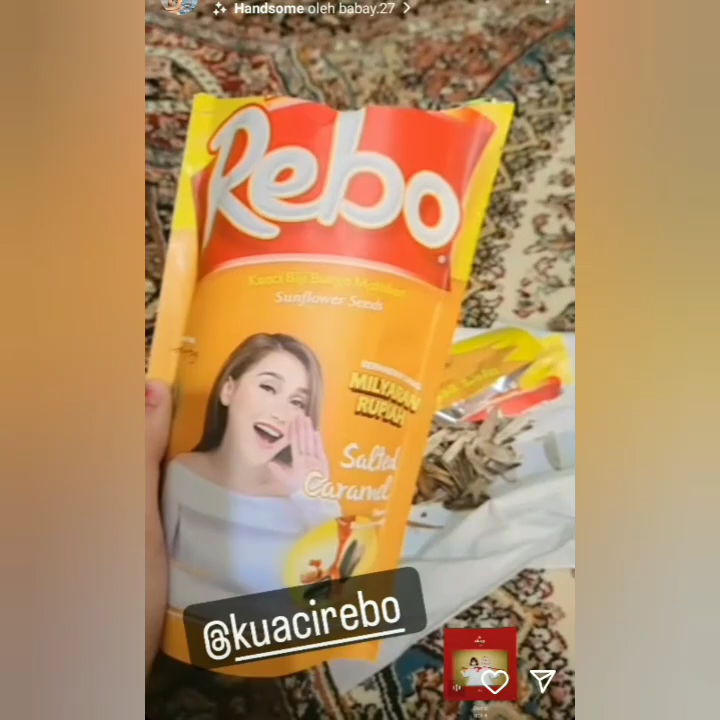 Handsome oleh babay.27
Rebo
Kuaci Biji Bunga Matahari
Sunflower Seeds
MILYARAN
RUPIAH
Salted
Caramel
@kuacirebo